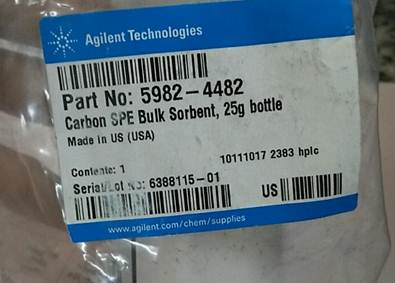 Agilent Technologies
Part No: 5982-4482
Carbon SPE Bulk Sorbent, 25g bottle
Made in US (USA)
Contents: 1
10111017 2383 hplc
Serial/Lot No: 6388115-01
US
www.agilent.com/chem/supplies